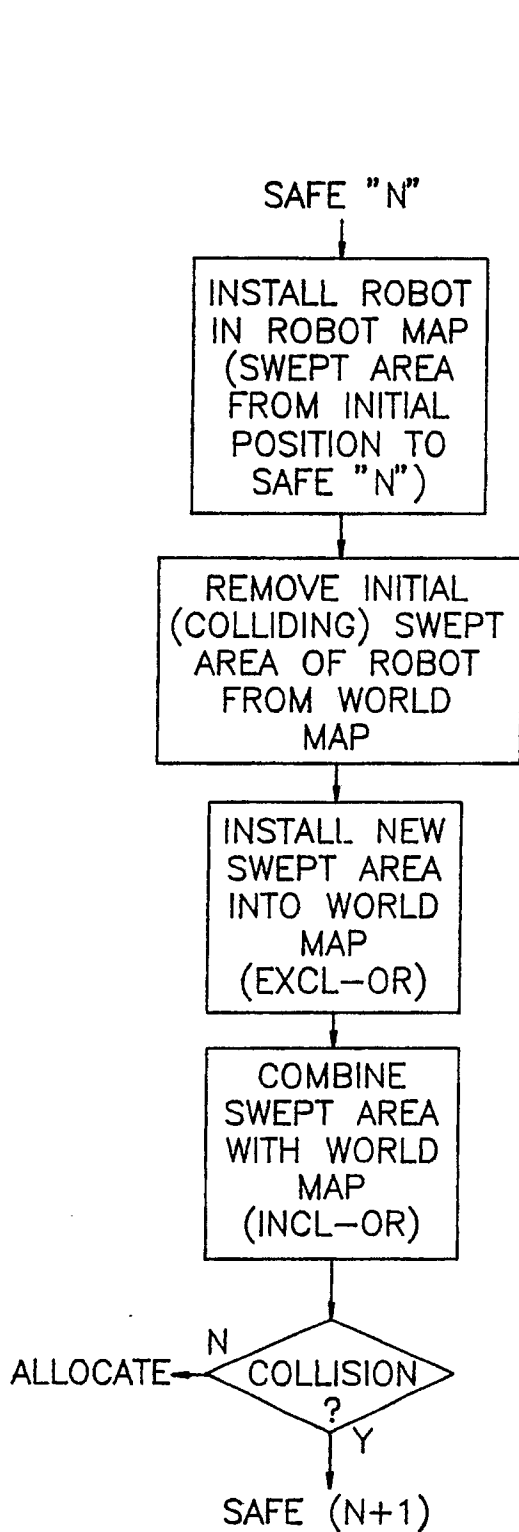 SAFE "N"
INSTALL ROBOT
IN ROBOT MAP
(SWEPT AREA
FROM INITIAL
POSITION TO
SAFE "N")
REMOVE INITIAL
(COLLIDING) SWEPT
AREA OF ROBOT
FROM WORLD
MAP
INSTALL NEW
SWEPT AREA
INTO WORLD
MAP
(EXCL-OR)
COMBINE
SWEPT AREA
WITH WORLD
MAP
(INCL-OR)
N
ALLOCATE
COLLISION
?
Y
SAFE (N+1)